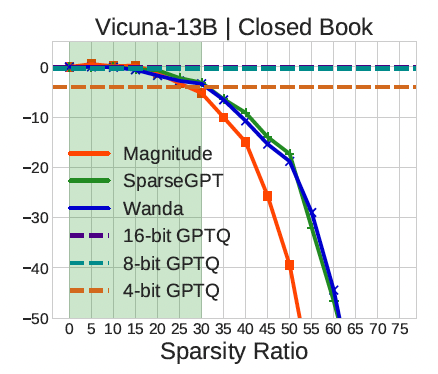 Vicuna-13B | Closed Book
0
−10
−20
−30
−40
−50
Magnitude
SparseGPT
Wanda
16-bit GPTQ
8-bit GPTQ
4-bit GPTQ
0 5 10 15 20 25 30 35 40 45 50 55 60 65 70 75
Sparsity Ratio